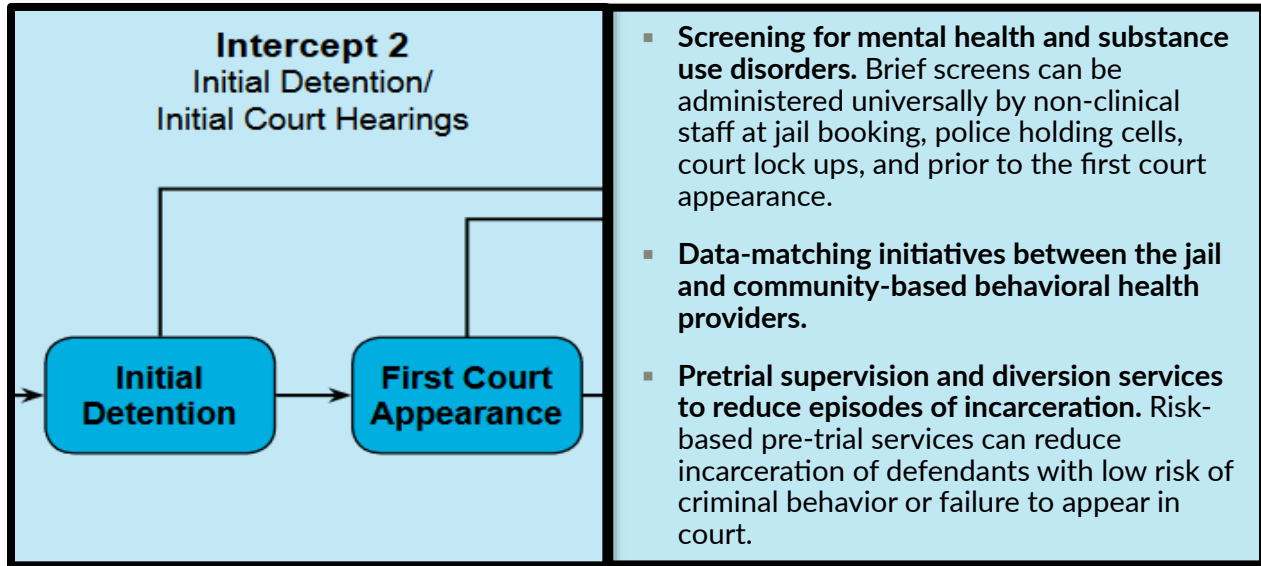 Intercept 2
Initial Detention/
Initial Court Hearings
Initial
Detention
First Court
Appearance
▪ Screening for mental health and substance
use disorders. Brief screens can be
administered universally by non-clinical
staff at jail booking, police holding cells,
court lock ups, and prior to the first court
appearance.
▪ Data-matching initiatives between the jail
and community-based behavioral health
providers.
▪ Pretrial supervision and diversion services
to reduce episodes of incarceration. Risk-
based pre-trial services can reduce
incarceration of defendants with low risk of
criminal behavior or failure to appear in
court.